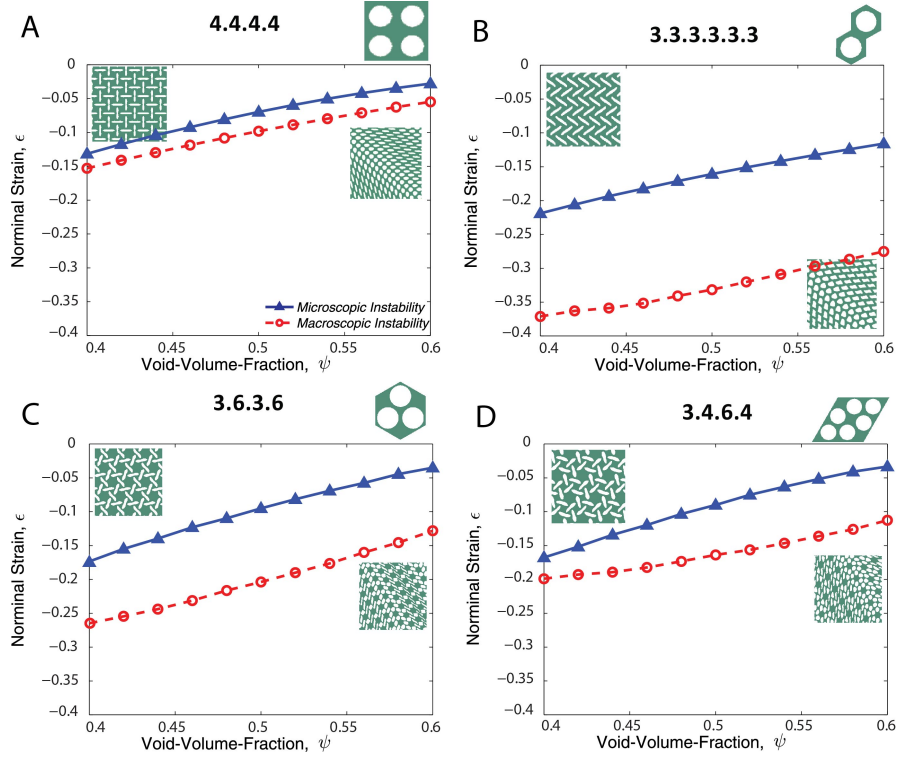 A
4.4.4.4
0
−0.05
−0.1
−0.15
−0.2
−0.25
−0.3
−0.35
−0.4
Norminal Strain, ϵ
Microscopic Instability
Macroscopic Instability
0.4 0.45 0.5 0.55 0.6
Void-Volume-Fraction, ψ
B
3.3.3.3.3.3
0
−0.05
−0.1
−0.15
−0.2
−0.25
−0.3
−0.35
−0.4
Norminal Strain, ϵ
0.4 0.45 0.5 0.55 0.6
Void-Volume-Fraction, ψ
C
3.6.3.6
0
−0.05
−0.1
−0.15
−0.2
−0.25
−0.3
−0.35
−0.4
Norminal Strain, ϵ
0.4 0.45 0.5 0.55 0.6
Void-Volume-Fraction, ψ
D
3.4.6.4
0
−0.05
−0.1
−0.15
−0.2
−0.25
−0.3
−0.35
−0.4
Norminal Strain, ϵ
0.4 0.45 0.5 0.55 0.6
Void-Volume-Fraction, ψ